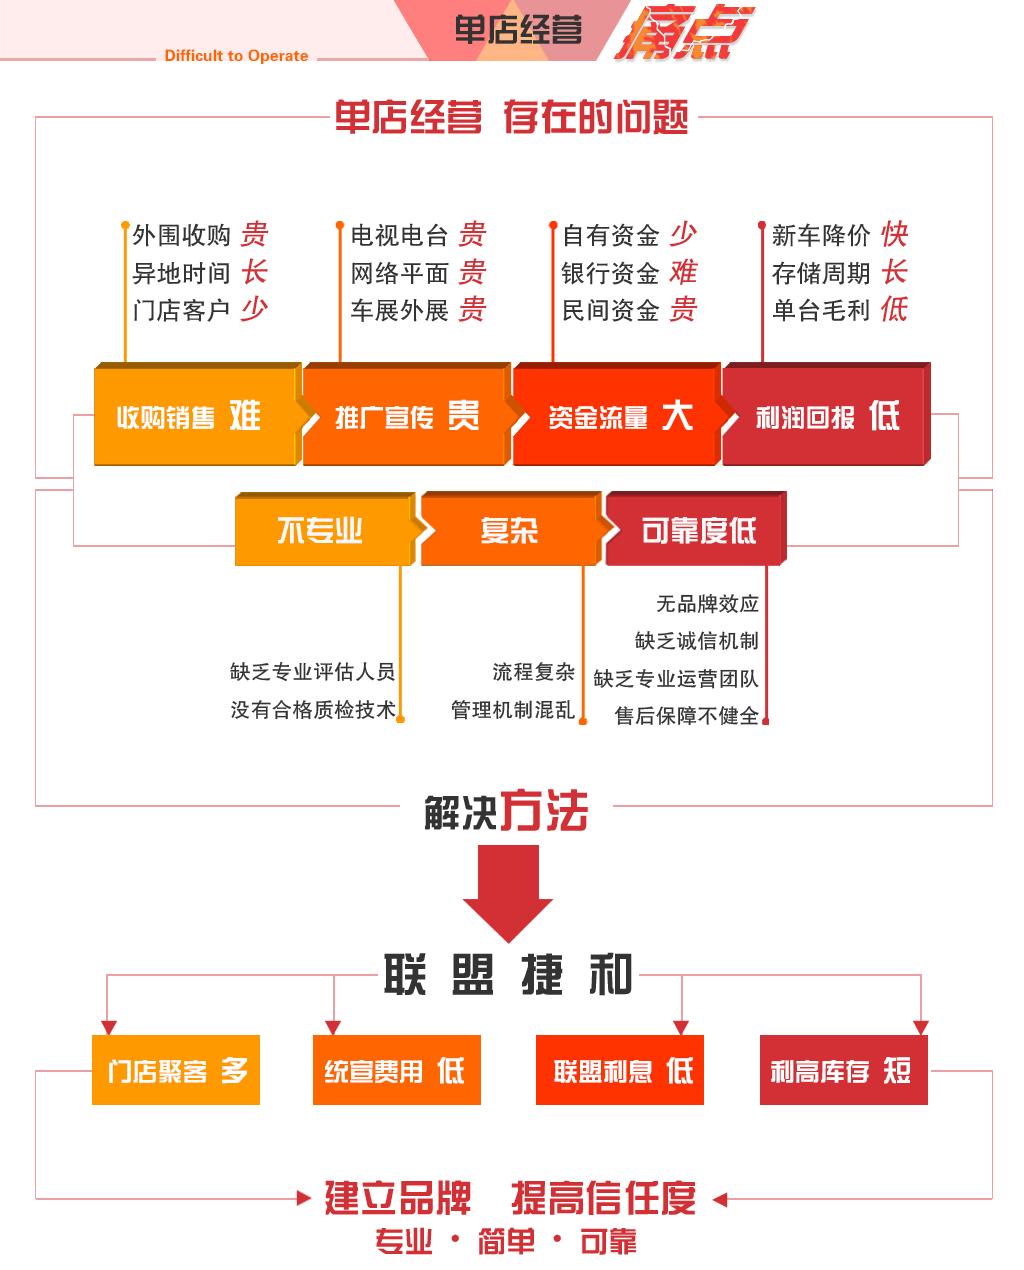 单店经营 痛点
Difficult to Operate
单店经营 存在的问题
外围收购 贵
异地时间 长
门店客户 少
电视电台 贵
网络平面 贵
车展外展 贵
自有资金 少
银行资金 难
民间资金 贵
新车降价 快
存储周期 长
单台毛利 低
收购销售 难
推广宣传 贵
资金流量 大
利润回报 低
不专业
复杂
可靠度低
缺乏专业评估人员
没有合格质检技术
流程复杂
管理机制混乱
无品牌效应
缺乏诚信机制
缺乏专业运营团队
售后保障不健全
解决方法
联盟捷和
门店聚客 多
统宣费用 低
联盟利息 低
利高库存 短
建立品牌 提高信任度
专业・简单・可靠